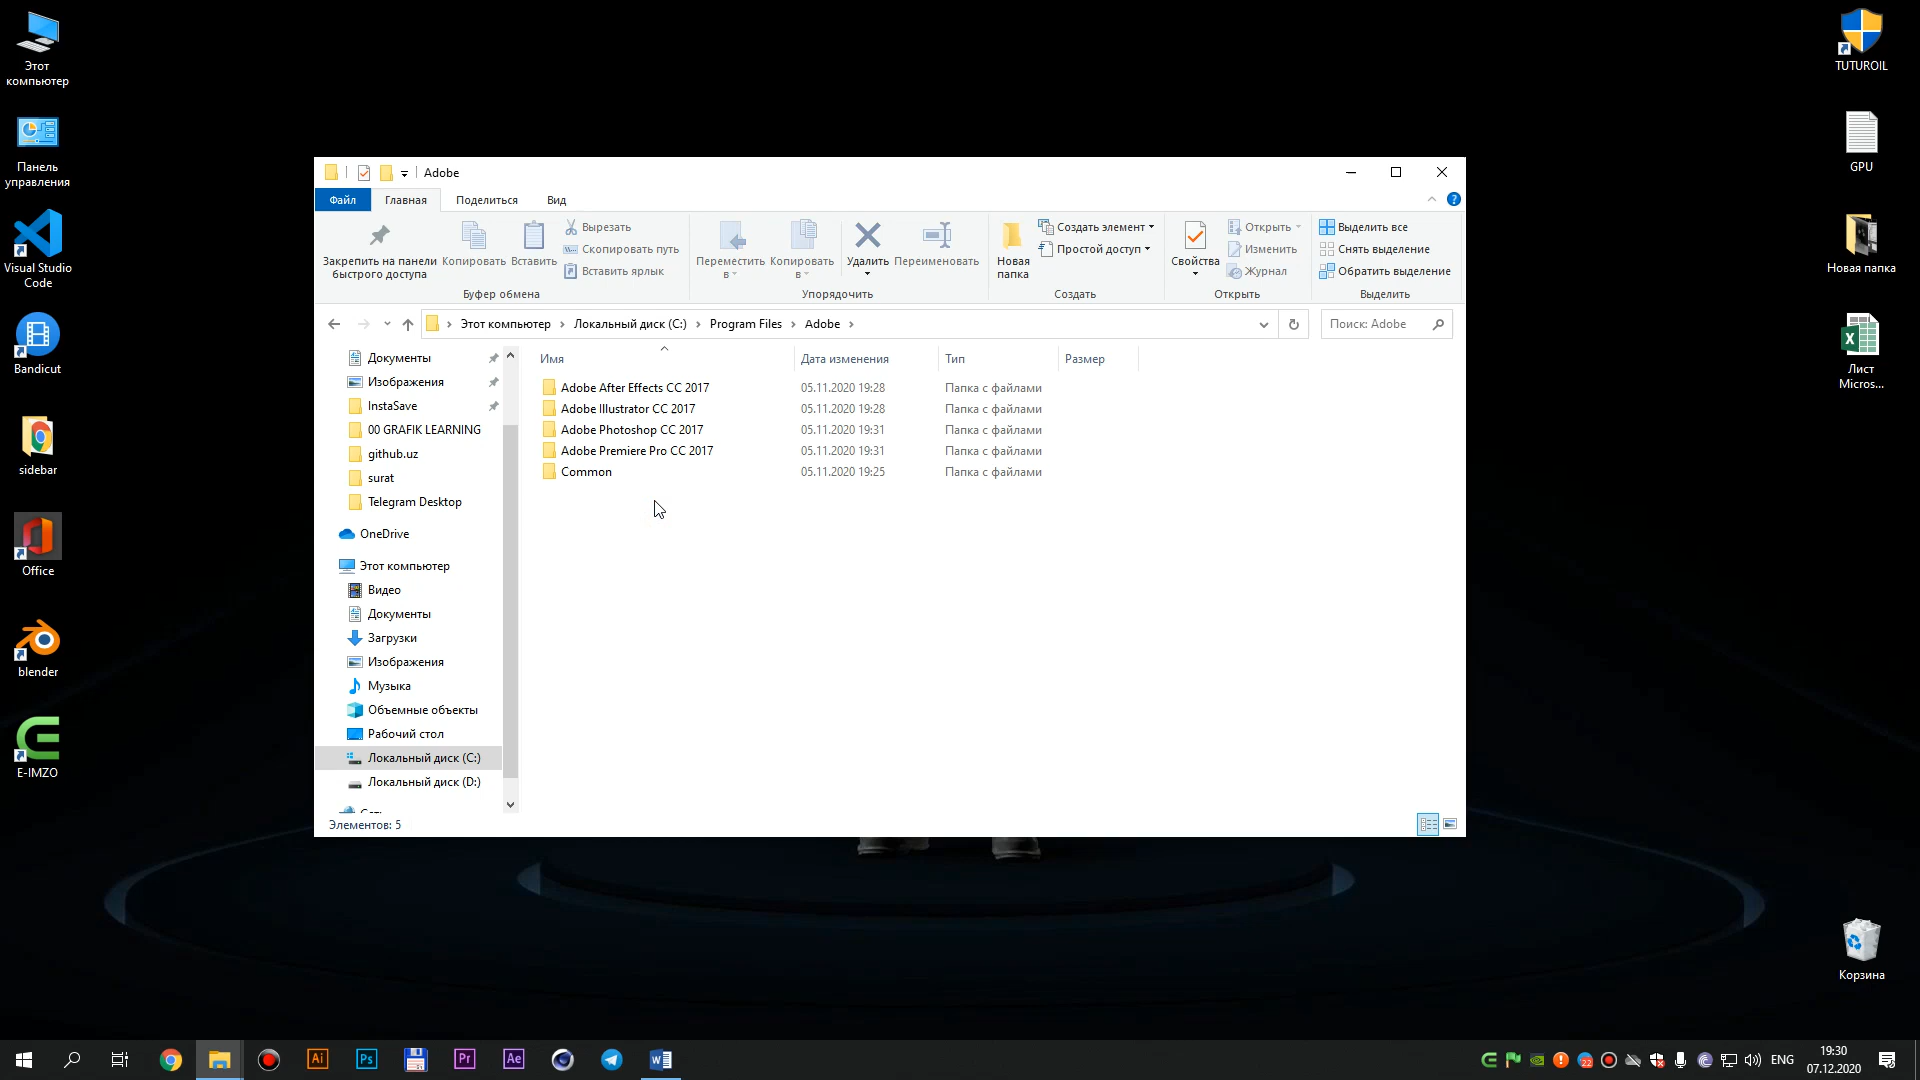 Этот
компьютер
Панель
управления
Visual Studio
Code
Bandicut
sidebar
Office
blender
E-IMZO
TUTUROIL
GPU
Новая папка
Лист
Micros...
Корзина
Adobe
Файл
Главная
Поделиться
Вид
Закрепить на панели
быстрого доступа
Копировать
Вставить
Вырезать
Скопировать путь
Вставить ярлык
Буфер обмена
Переместить
в
Копировать
в
Удалить
Переименовать
Упорядочить
Новая
папка
Создать элемент
Простой доступ
Создать
Свойства
Открыть
Изменить
Журнал
Открыть
Выделить все
Снять выделение
Обратить выделение
Выделить
Этот компьютер
Локальный диск (C:)
Program Files
Adobe
Поиск: Adobe
Документы
Изображения
InstaSave
00 GRAFIK LEARNING
github.uz
surat
Telegram Desktop
OneDrive
Этот компьютер
Видео
Документы
Загрузки
Изображения
Музыка
Объемные объекты
Рабочий стол
Локальный диск (C:)
Локальный диск (D:)
Имя Дата изменения Тип Размер
Adobe After Effects CC 2017 05.11.2020 19:28 Папка с файлами
Adobe Illustrator CC 2017 05.11.2020 19:28 Папка с файлами
Adobe Photoshop CC 2017 05.11.2020 19:31 Папка с файлами
Adobe Premiere Pro CC 2017 05.11.2020 19:31 Папка с файлами
Common 05.11.2020 19:25 Папка с файлами
Элементов: 5
Ai
Ps
Pr
Ae
22
ENG
19:30
07.12.2020